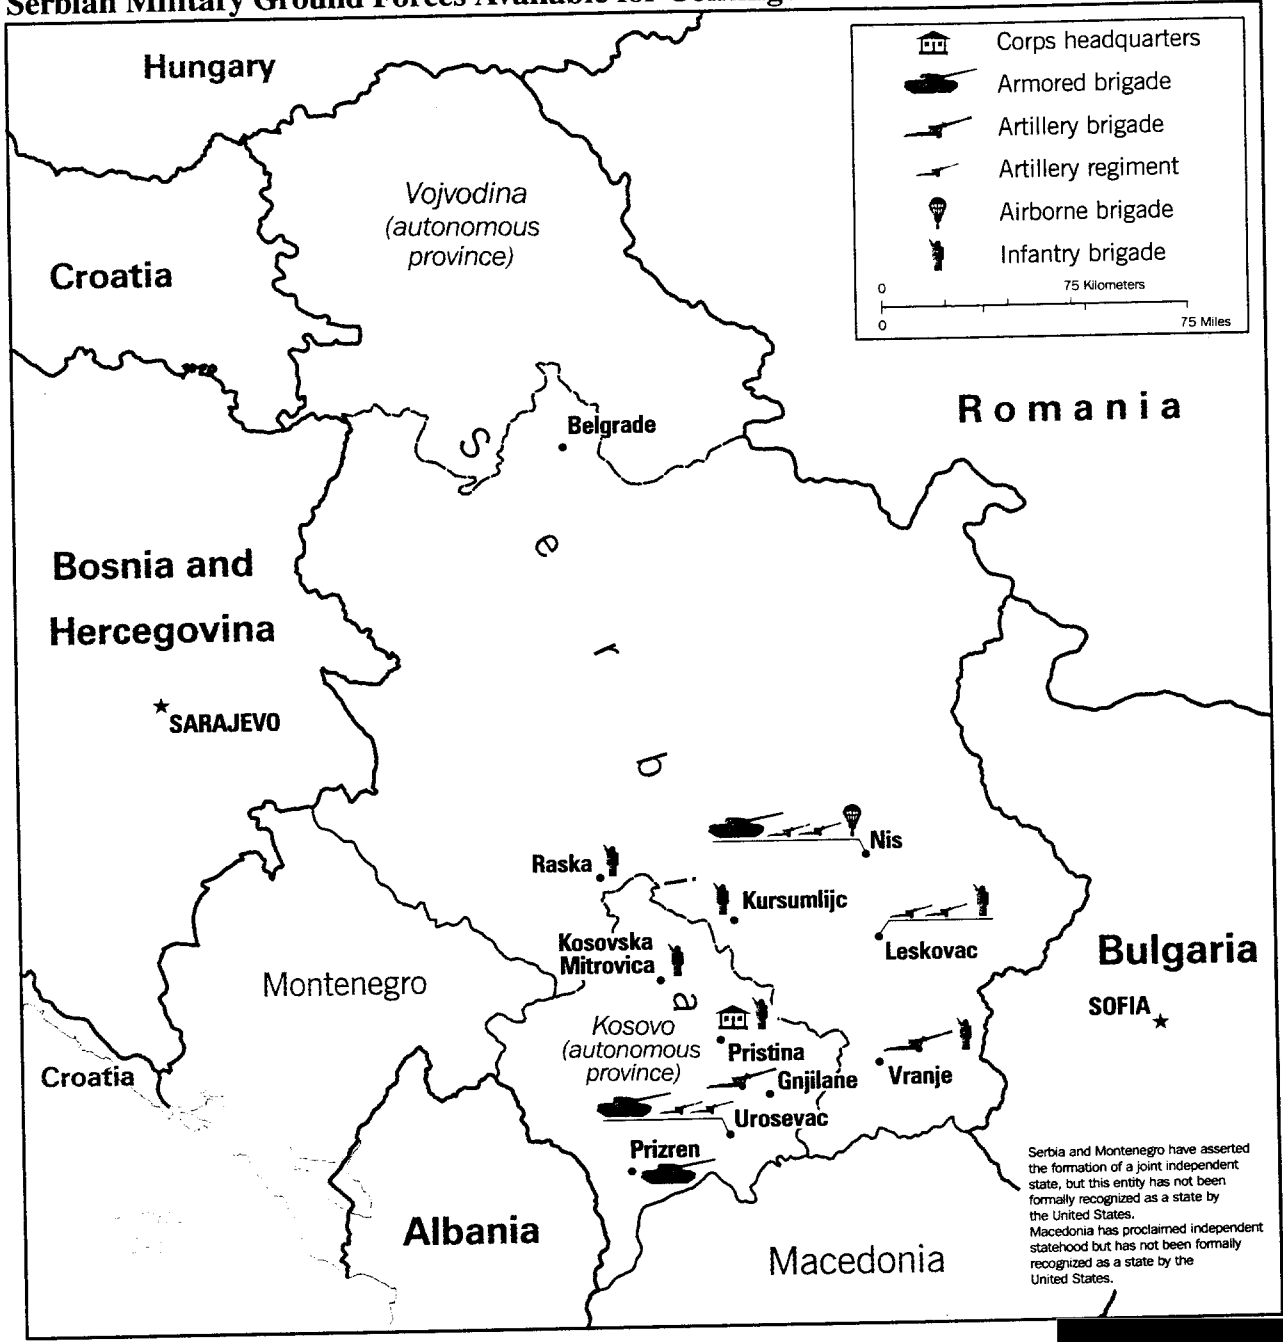 Serbian Military Ground Forces Available for
Hungary
Corps headquarters
Armored brigade
Artillery brigade
Artillery regiment
Airborne brigade
Infantry brigade
0 75 Kilometers
0 75 Miles
Vojvodina
(autonomous
province)
Croatia
Romania
Belgrade
Serbia
Bosnia and
Hercegovina
SARAJEVO
Nis
Raska
Kursumlijc
Kosovska
Mitrovica
Leskovac
Bulgaria
SOFIA
Montenegro
Kosovo
(autonomous
province)
Pristina
Croatia
Gnjilane
Vranje
Urosevac
Prizren
Albania
Macedonia
Serbia and Montenegro have asserted
the formation of a joint independent
state, but this entity has not been
formally recognized as a state by
the United States.
Macedonia has proclaimed independent
statehood but has not been formally
recognized as a state by the
United States.